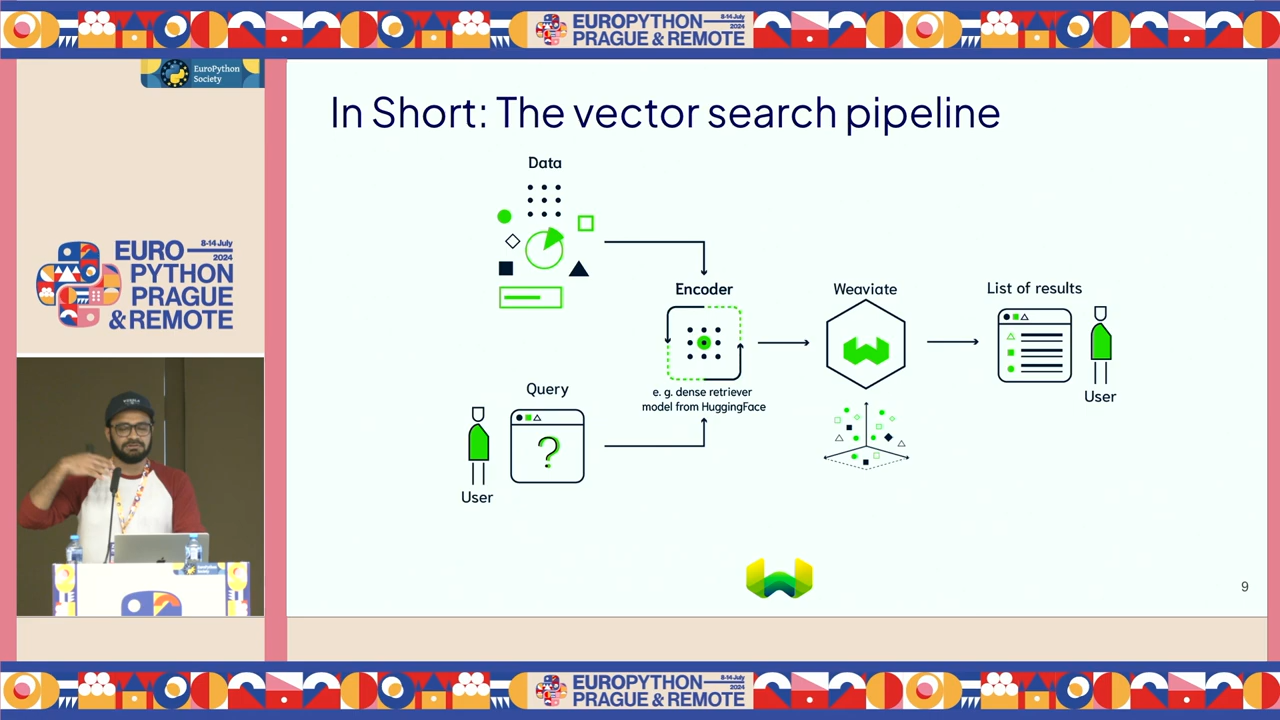 EUROPYTHON
8-14 July
2024
PRAGUE & REMOTE
EuroPython
Society
In Short: The vector search pipeline
Data
EURO
8-14 July
2024
PYTHON
PRAGUE
& REMOTE
Encoder
Weaviate
List of results
e. g. dense retriever
model from HuggingFace
User
Query
?
User
9
EUROPYTHON
8-14 July
2024
PRAGUE & REMOTE